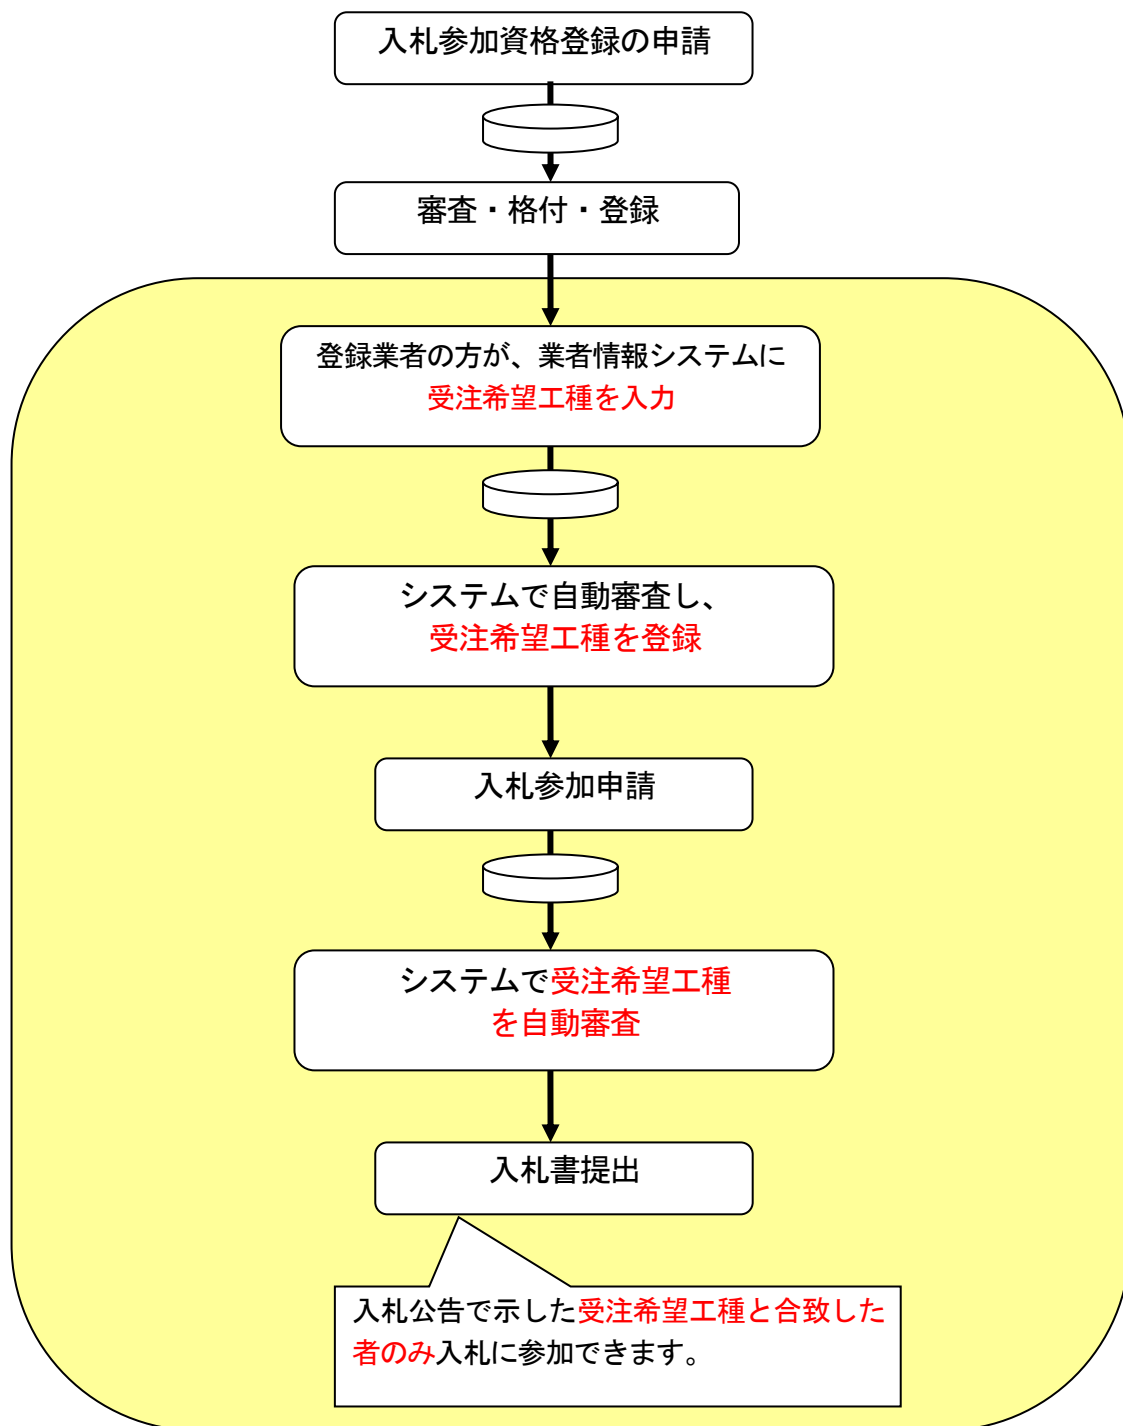 入札参加資格登録の申請
審査・格付・登録
登録業者の方が、業者情報システムに
受注希望工種を入力
システムで自動審査し、
受注希望工種を登録
入札参加申請
システムで受注希望工種
を自動審査
入札書提出
入札公告で示した受注希望工種と合致した
者のみ入札に参加できます。